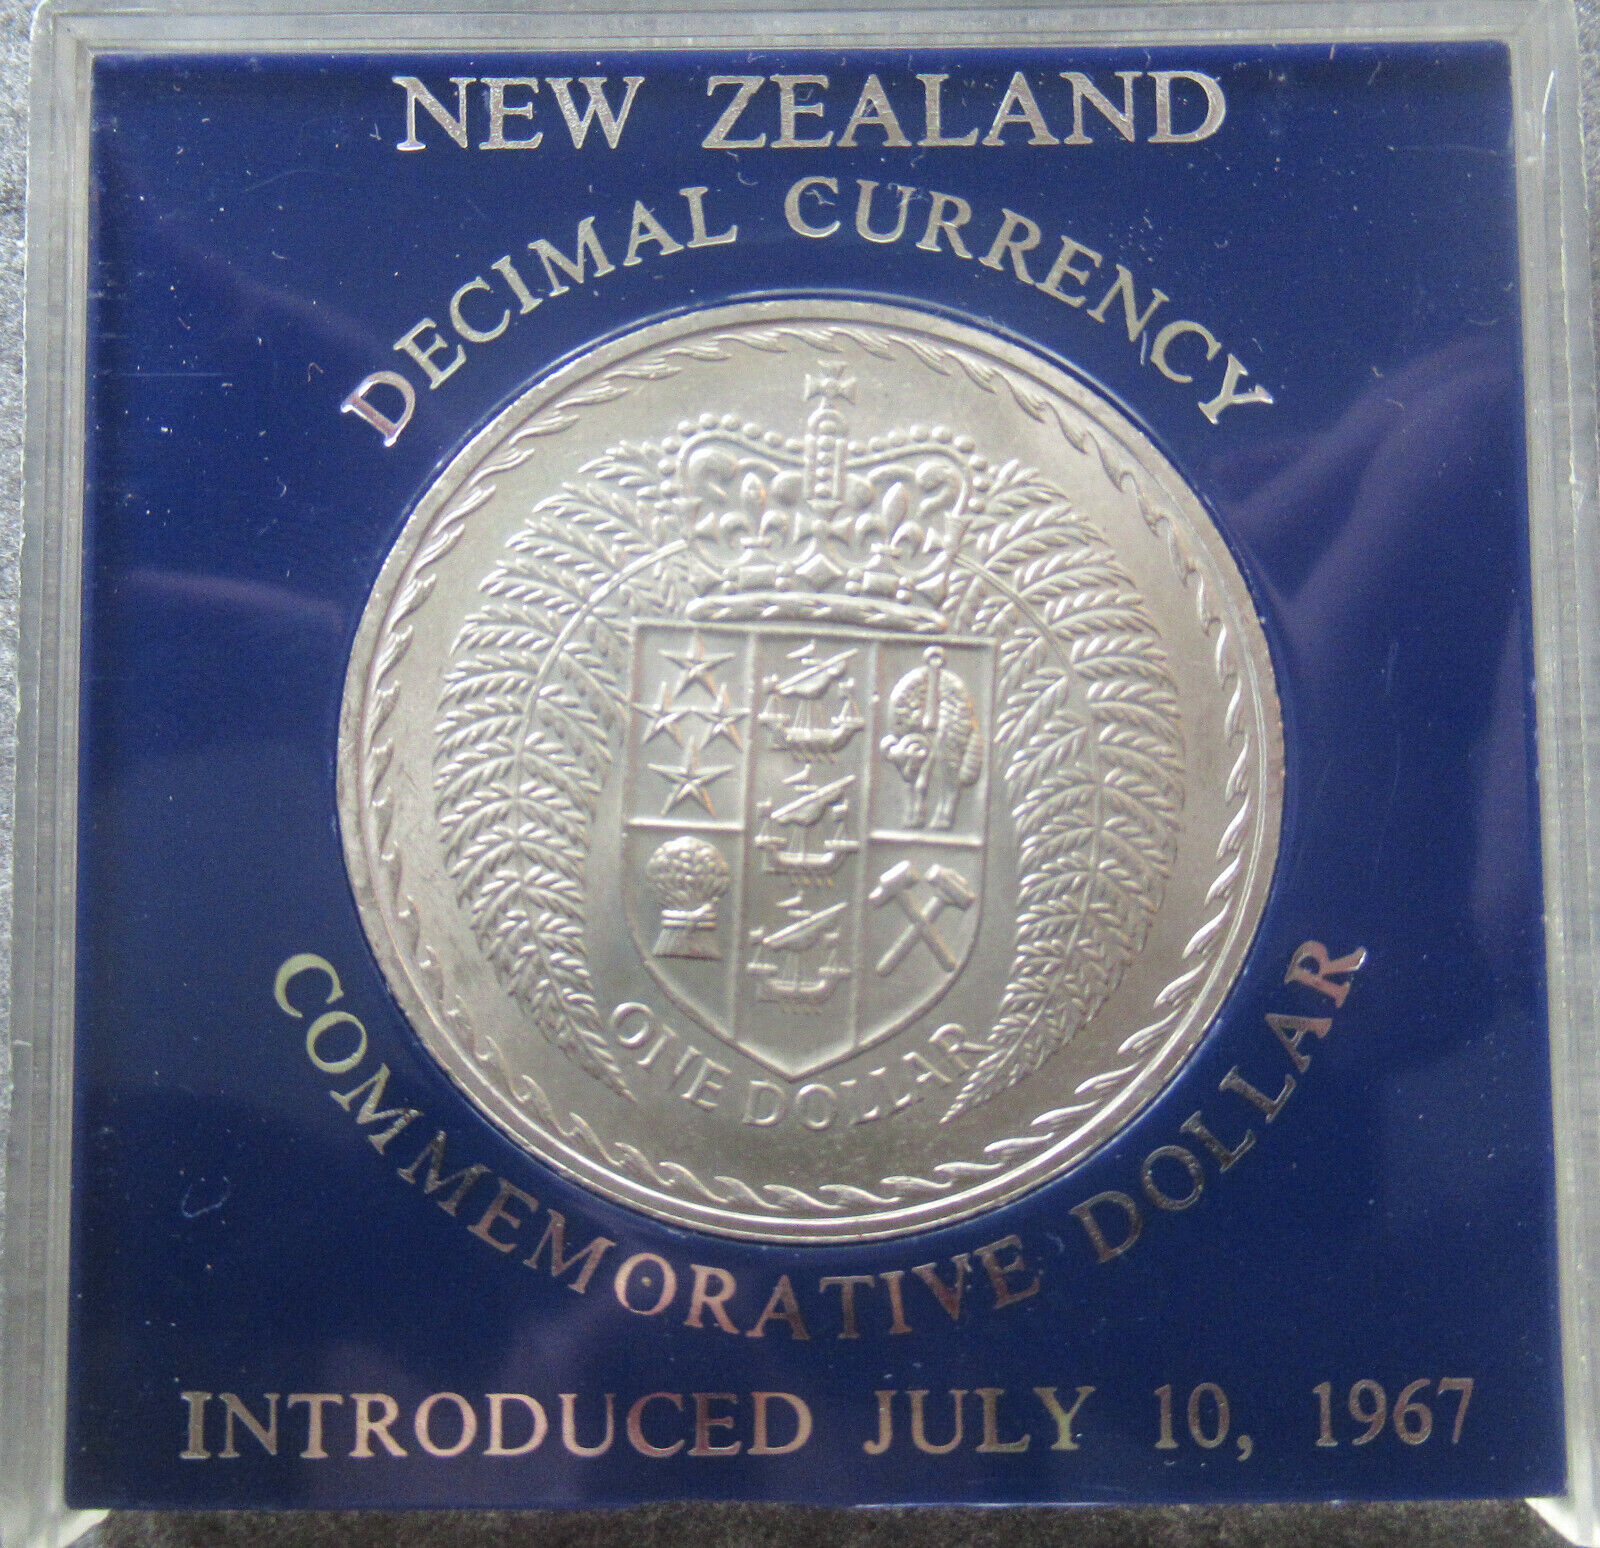 NEW ZEALAND
DECIMAL CURRENCY
ONE DOLLAR
COMMEMORATIVE DOLLAR
INTRODUCED JULY 10, 1967